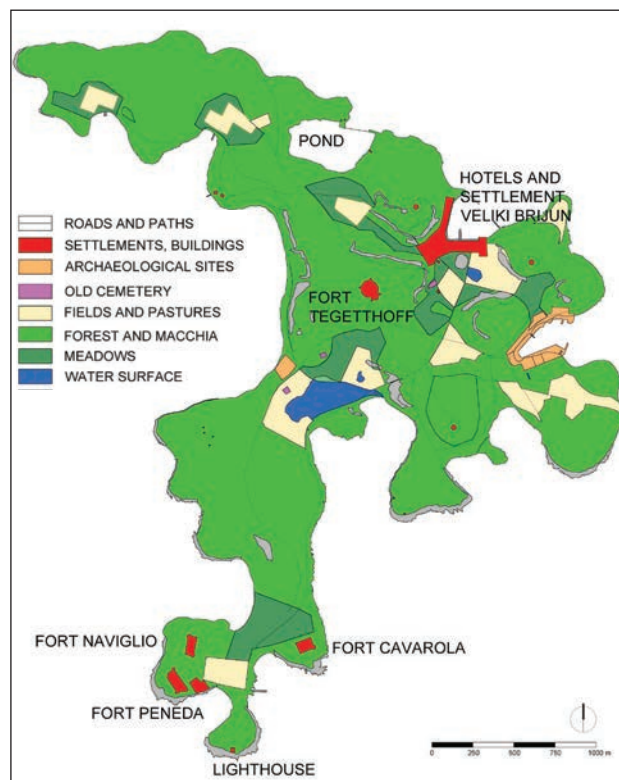 POND
HOTELS AND
SETTLEMENT
VELIKI BRIJUN
ROADS AND PATHS
SETTLEMENTS, BUILDINGS
ARCHAEOLOGICAL SITES
OLD CEMETERY
FIELDS AND PASTURES
FOREST AND MACCHIA
MEADOWS
WATER SURFACE
FORT
TEGETTHOFF
FORT NAVIGLIO
FORT CAVAROLA
FORT PENEDA
LIGHTHOUSE
0 250 500 750 1000 m